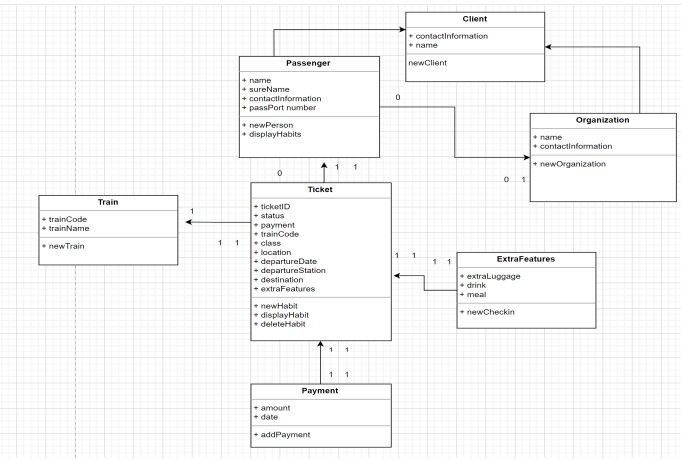 Client
+ contactInformation
+ name
newClient
Passenger
+ name
+ sureName
+ contactInformation
+ passPort number
+ newPerson
+ displayHabits
0
Organization
+ name
+ contactInformation
+ newOrganization
0 1
0
1 1
Train
+ trainCode
+ trainName
+ newTrain
1
1 1
Ticket
+ ticketID
+ status
+ payment
+ trainCode
+ class
+ location
+ departureDate
+ departureStation
+ destination
+ extraFeatures
+ newHabit
+ displayHabit
+ deleteHabit
1 1
1 1
ExtraFeatures
+ extraLuggage
+ drink
+ meal
+ newCheckin
1 1
1 1
Payment
+ amount
+ date
+ addPayment